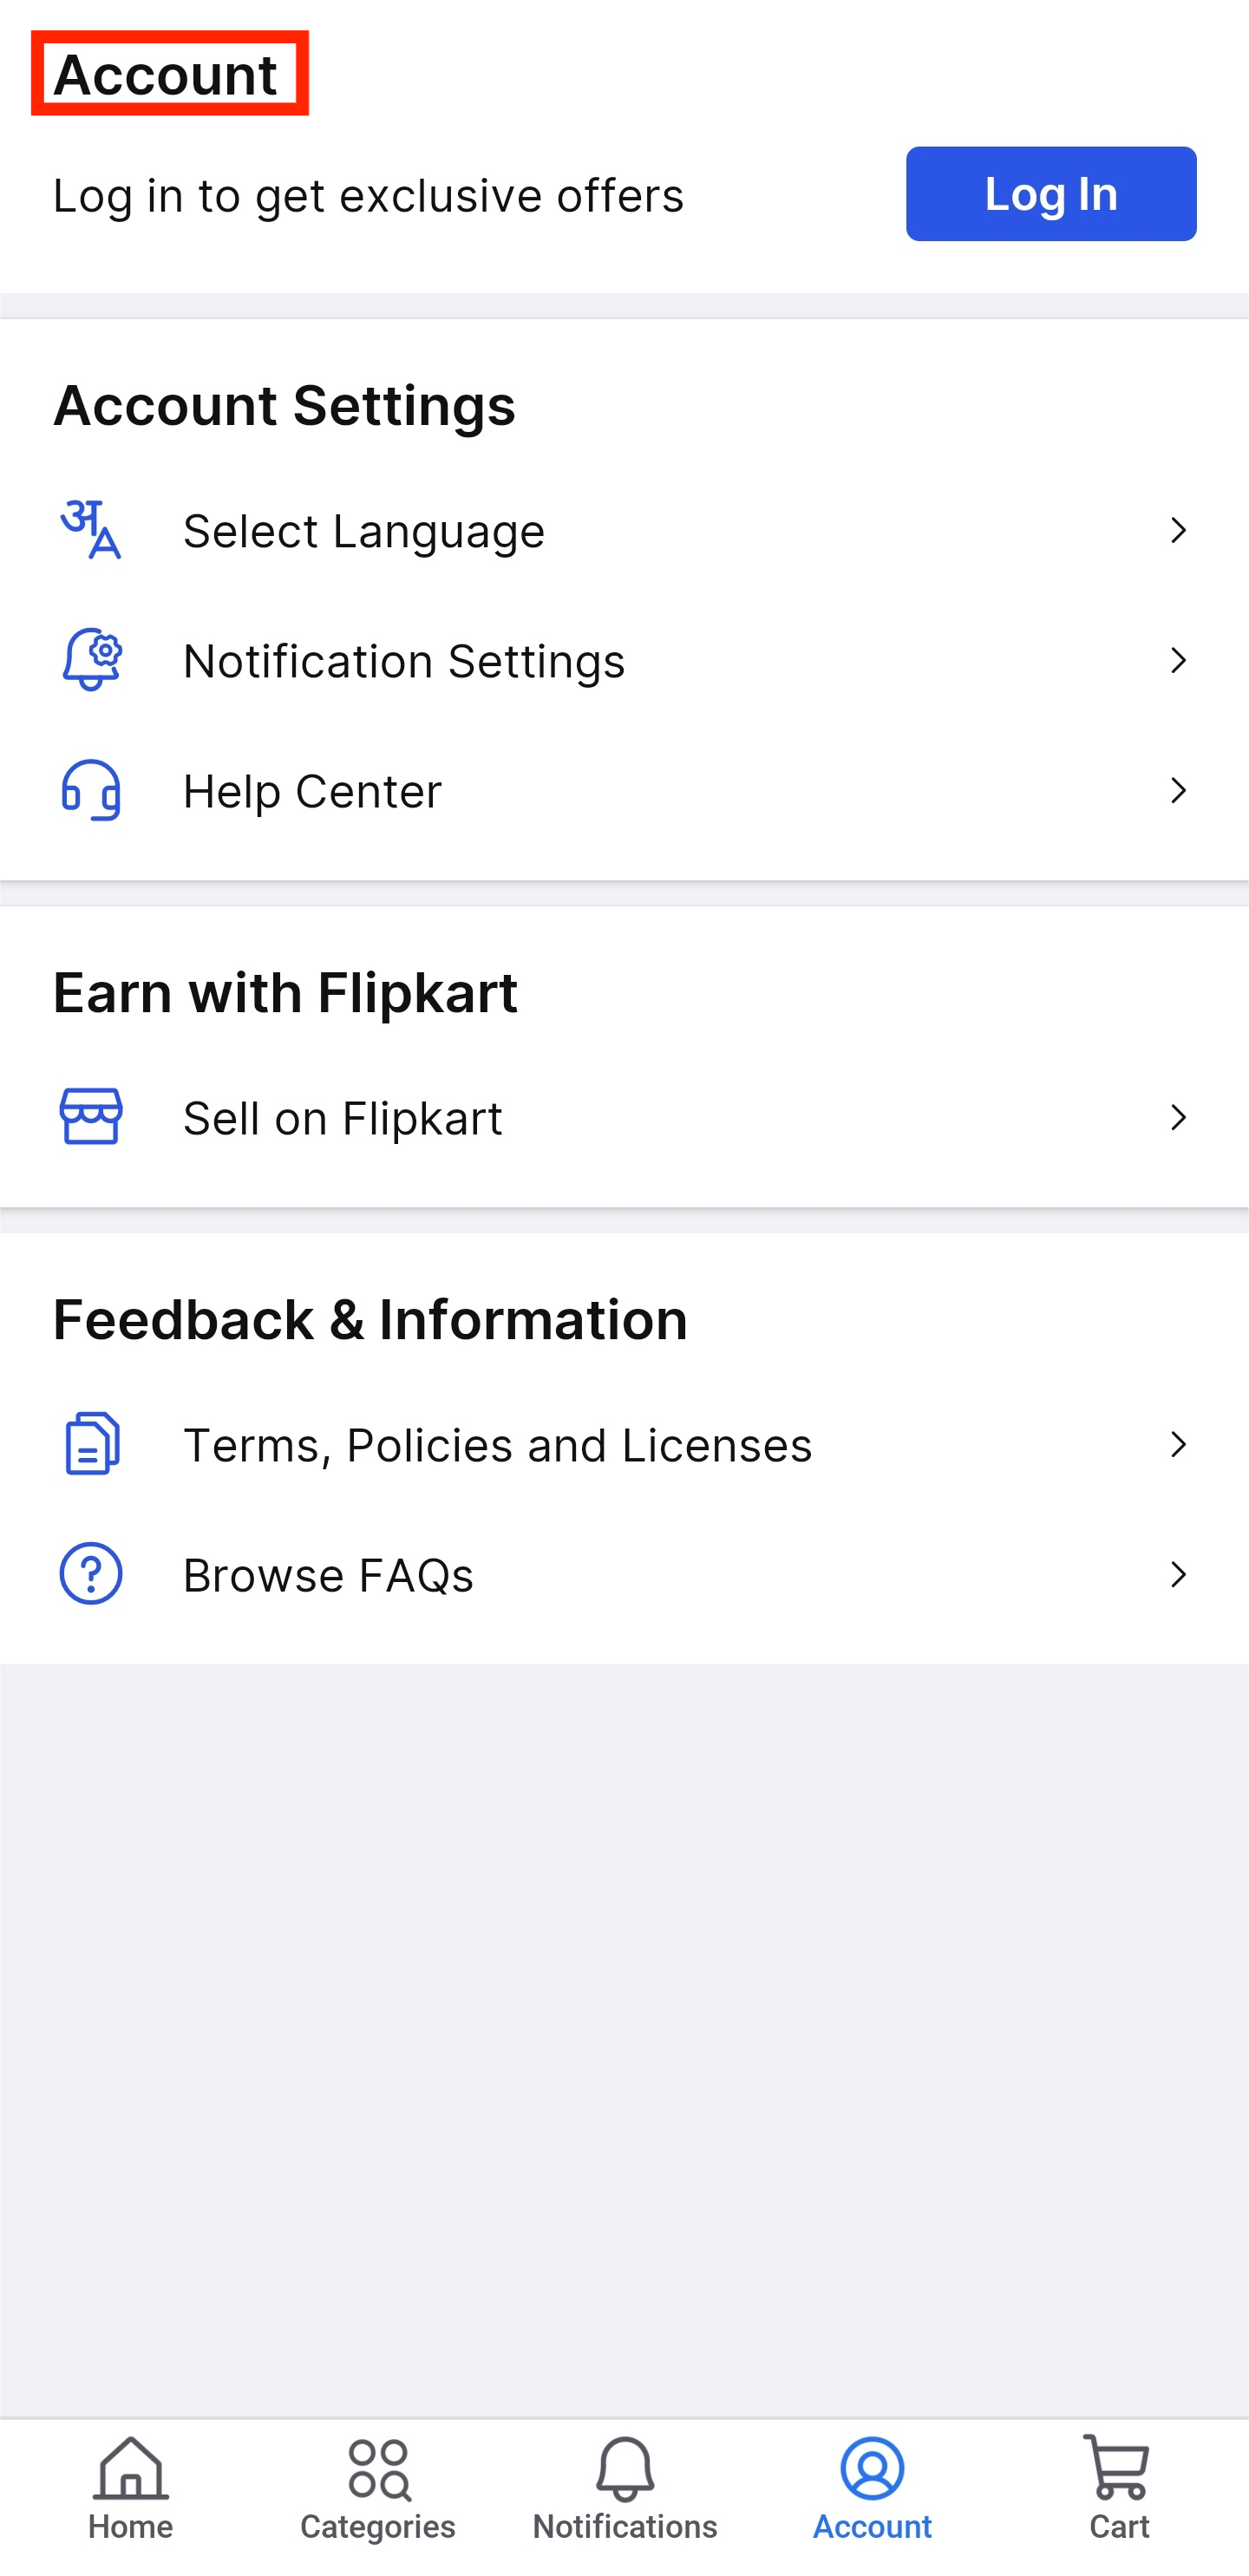 Account
Log in to get exclusive offers
Log In
Account Settings
अ
A
Select Language
Notification Settings
Help Center
Earn with Flipkart
Sell on Flipkart
Feedback & Information
Terms, Policies and Licenses
?
Browse FAQs
Home
Categories
Notifications
Account
Cart